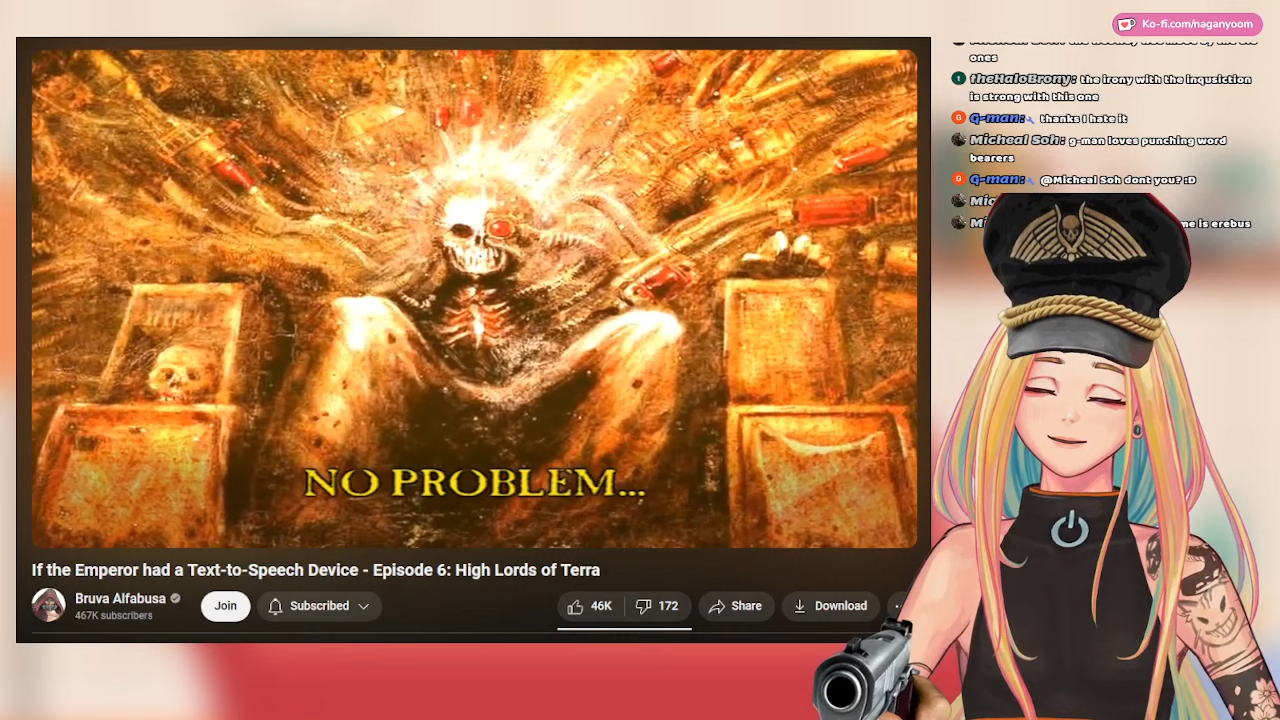 Ko-fi.com/naganyoom
ones
theHaloBrony: the irony with the inqusiction
is strong with this one
G-man: thanks I hate it
Micheal Soh: g-man loves punching word
bearers
G-man: @Micheal Soh dont you? :D
Mic
Mi me is erebus
NO PROBLEM...
If the Emperor had a Text-to-Speech Device - Episode 6: High Lords of Terra
Bruva Alfabusa
467K subscribers
Join
Subscribed
46K
172
Share
Download